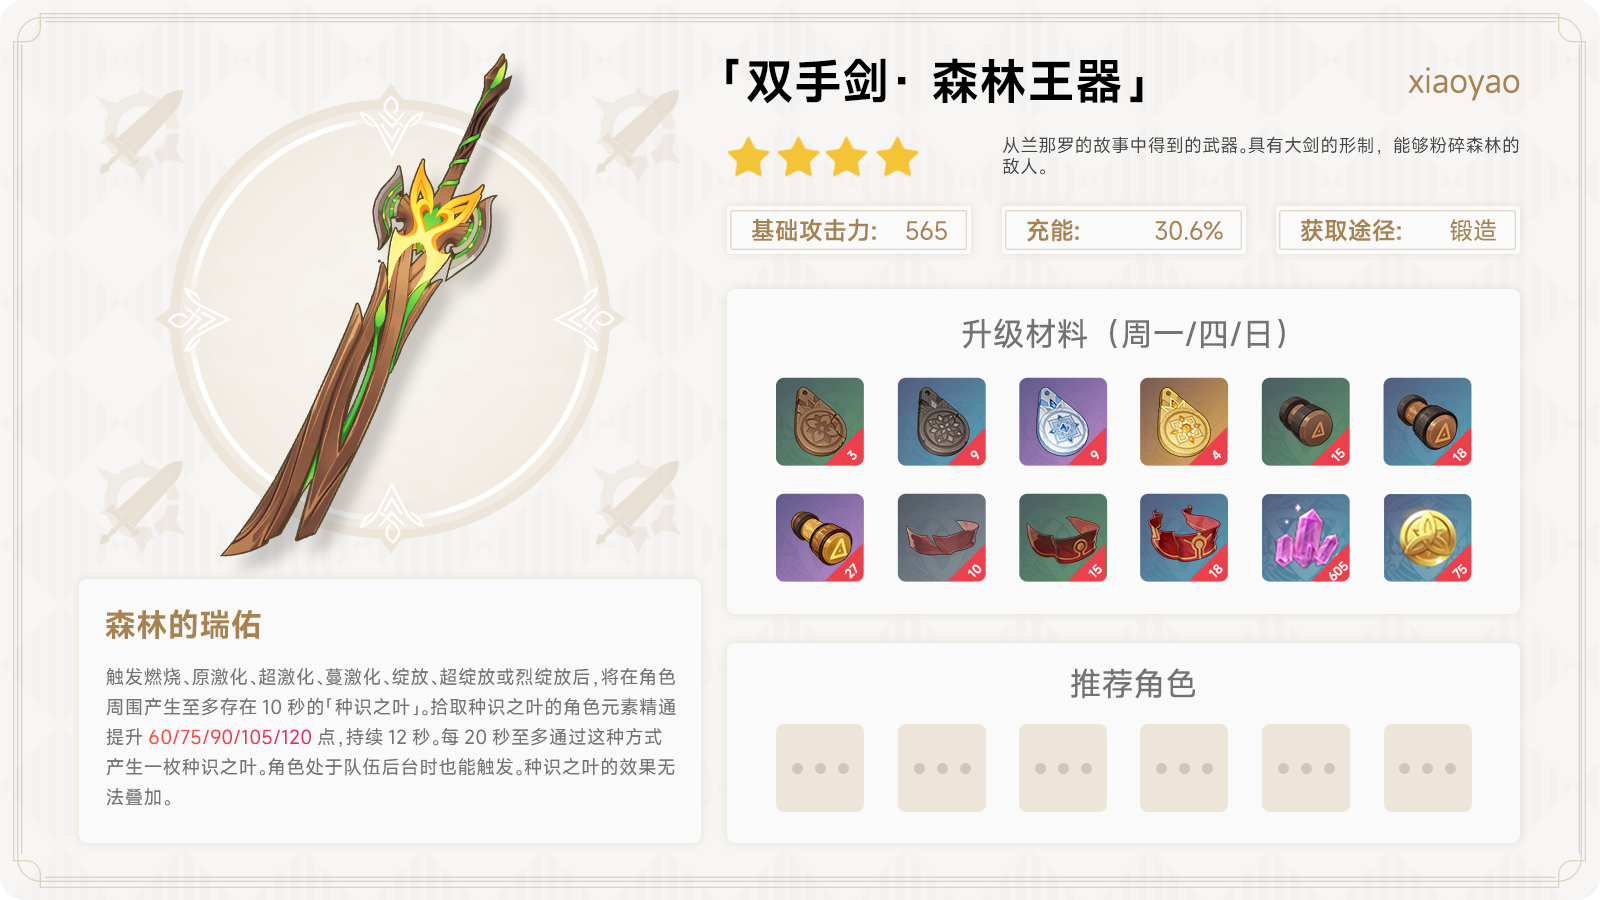 「双手剑· 森林王器」
xiaoyao
从兰那罗的故事中得到的武器。具有大剑的形制，能够粉碎森林的
敌人。
基础攻击力: 565
充能: 30.6%
获取途径: 锻造
升级材料（周一/四/日）
3 9 9 4 15 18
27 10 15 18 605 75
森林的瑞佑
触发燃烧、原激化、超激化、蔓激化、绽放、超绽放或烈绽放后，将在角色
周围产生至多存在 10 秒的「种识之叶」。拾取种识之叶的角色元素精通
提升 60/75/90/105/120 点，持续 12 秒。每 20 秒至多通过这种方式
产生一枚种识之叶。角色处于队伍后台时也能触发。种识之叶的效果无
法叠加。
推荐角色